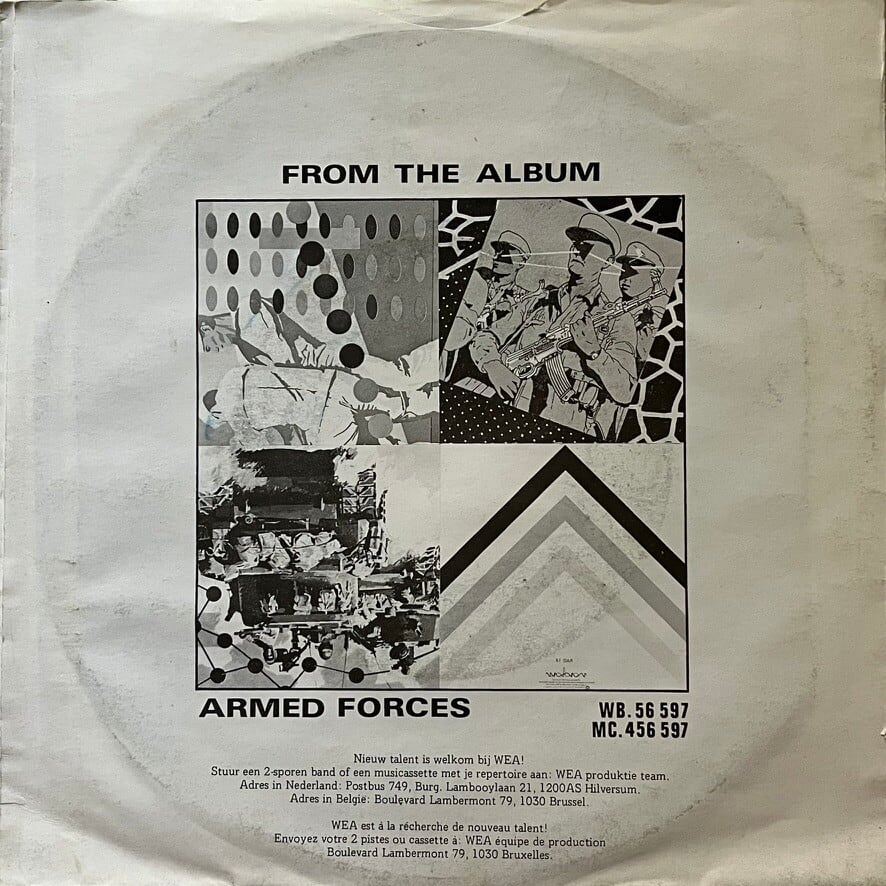 FROM THE ALBUM
ARMED FORCES
WB. 56 597
MC. 456 597
Nieuw talent is welkom bij WEA!
Stuur een 2-sporen band of een musicassette met je repertoire aan: WEA produktie team.
Adres in Nederland: Postbus 749, Burg. Lambooylaan 21, 1200AS Hilversum.
Adres in België: Boulevard Lambermont 79, 1030 Brussel.
WEA est á la récherche de nouveau talent!
Envoyez votre 2 pistes ou cassette á: WEA équipe de production
Boulevard Lambermont 79, 1030 Bruxelles.